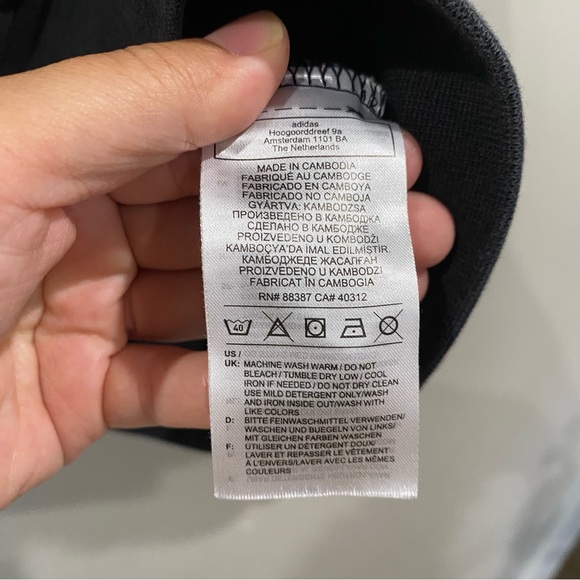 adidas
Hoogoorddreef 9a
Amsterdam 1101 BA
The Netherlands
MADE IN CAMBODIA
FABRIQUÉ AU CAMBODGE
FABRICADO EN CAMBOYA
FABRICADO NO CAMBOJA
GYÁRTVA: KAMBODZSA
ПРОИЗВЕДЕНО В КАМБОДЖА
СДЕЛАНО В КАМБОДЖЕ
PROIZVEDENO U KOMBODŽI
KAMBOÇYA'DA İMAL EDİLMİŞTİR.
КАМБОДЖЕДЕ ЖАСАЛҒАН
PROIZVEDENO U KAMBODZI
FABRICAT ÎN CAMBOGIA
RN# 88387 CA# 40312
40
US /
UK: MACHINE WASH WARM / DO NOT
BLEACH / TUMBLE DRY LOW / COOL
IRON IF NEEDED / DO NOT DRY CLEAN
USE MILD DETERGENT ONLY/WASH
AND IRON INSIDE OUT/WASH WITH
LIKE COLORS
D: BITTE FEINWASCHMITTEL VERWENDEN/
WASCHEN UND BUEGELN VON LINKS/
MIT GLEICHEN FARBEN WASCHEN
F: UTILISER UN DETERGENT DOUX/
LAVER ET REPASSER LE VÊTEMENT
À L'ENVERS/LAVER AVEC LES MÊMES
COULEURS